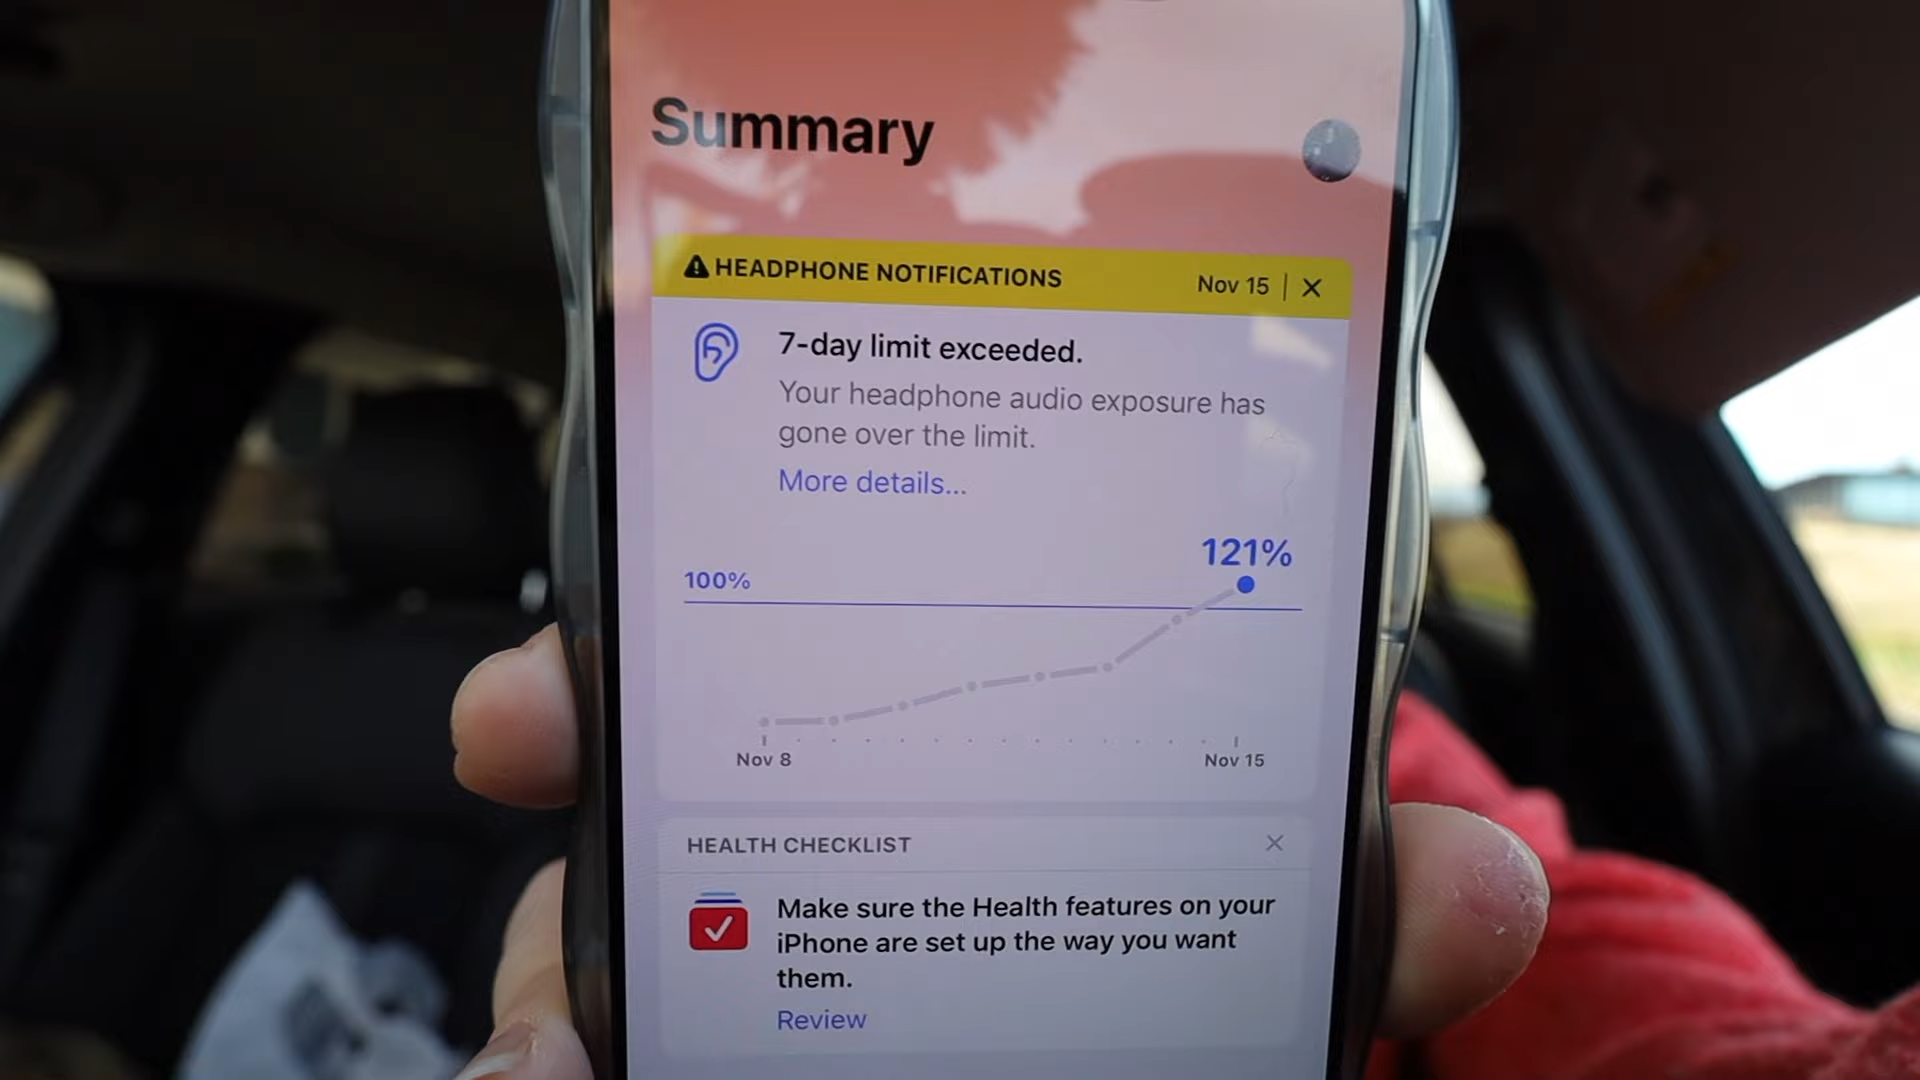 Summary
HEADPHONE NOTIFICATIONS
Nov 15
7-day limit exceeded.
Your headphone audio exposure has
gone over the limit.
More details...
121%
100%
Nov 8
Nov 15
HEALTH CHECKLIST
Make sure the Health features on your
iPhone are set up the way you want
them.
Review